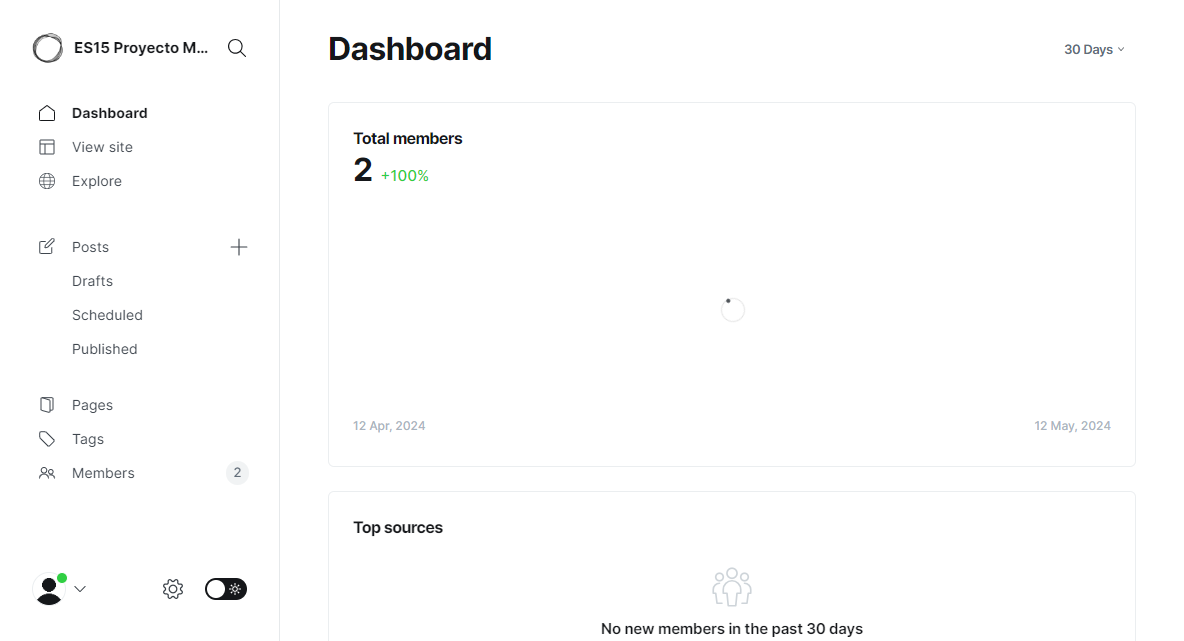 ES15 Proyecto M...
Dashboard
View site
Explore
Posts
Drafts
Scheduled
Published
Pages
Tags
Members
2
Dashboard
30 Days
Total members
2 +100%
12 Apr, 2024
12 May, 2024
Top sources
No new members in the past 30 days